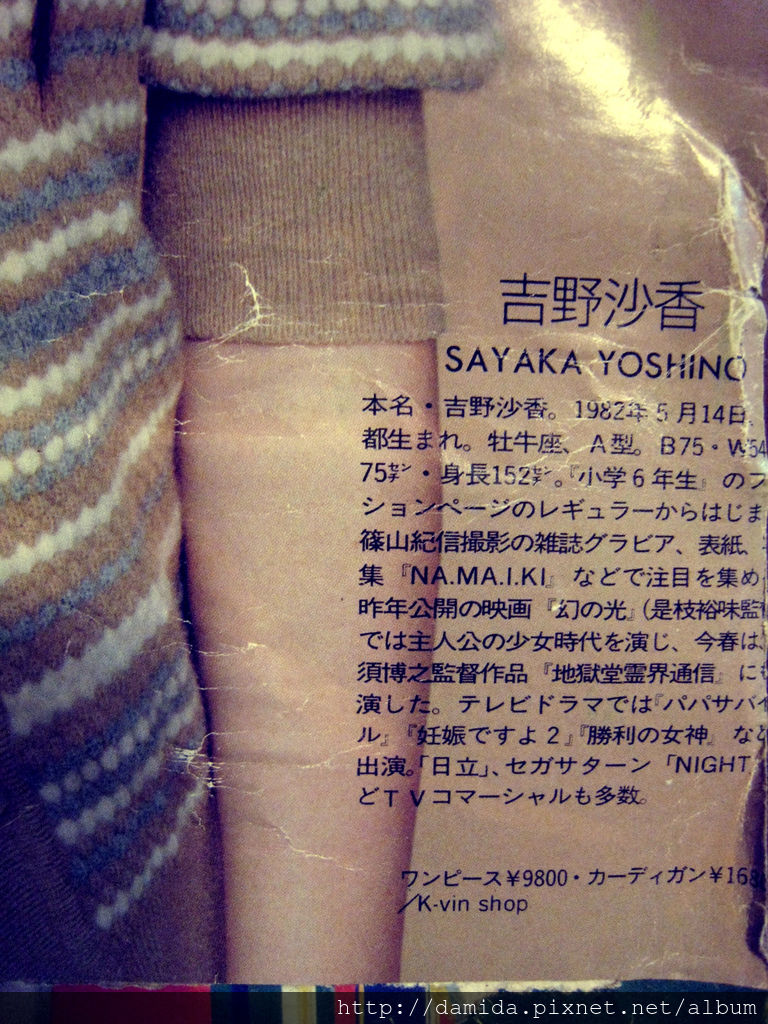 吉野沙香
SAYAKA YOSHINO
本名・吉野沙香。1982年5月14日、
都生まれ。牡牛座、A型。B75・W54
75㌢・身長152㌢。『小学6年生』のフ
ションページのレギュラーからはじま
篠山紀信撮影の雑誌グラビア、表紙、
集『NA.MA.I.KI』などで注目を集め
昨年公開の映画『幻の光』(是枝裕味監
では主人公の少女時代を演じ、今春は、
須博之監督作品『地獄堂霊界通信』に
演した。テレビドラマでは『パパサバイ
ル』『妊娠ですよ2』『勝利の女神』など
出演。「日立」、セガサターン「NIGHT
どTVコマーシャルも多数。
ワンピース¥9800・カーディガン¥16
/K-vin shop
http://damida.pixnet.net/album